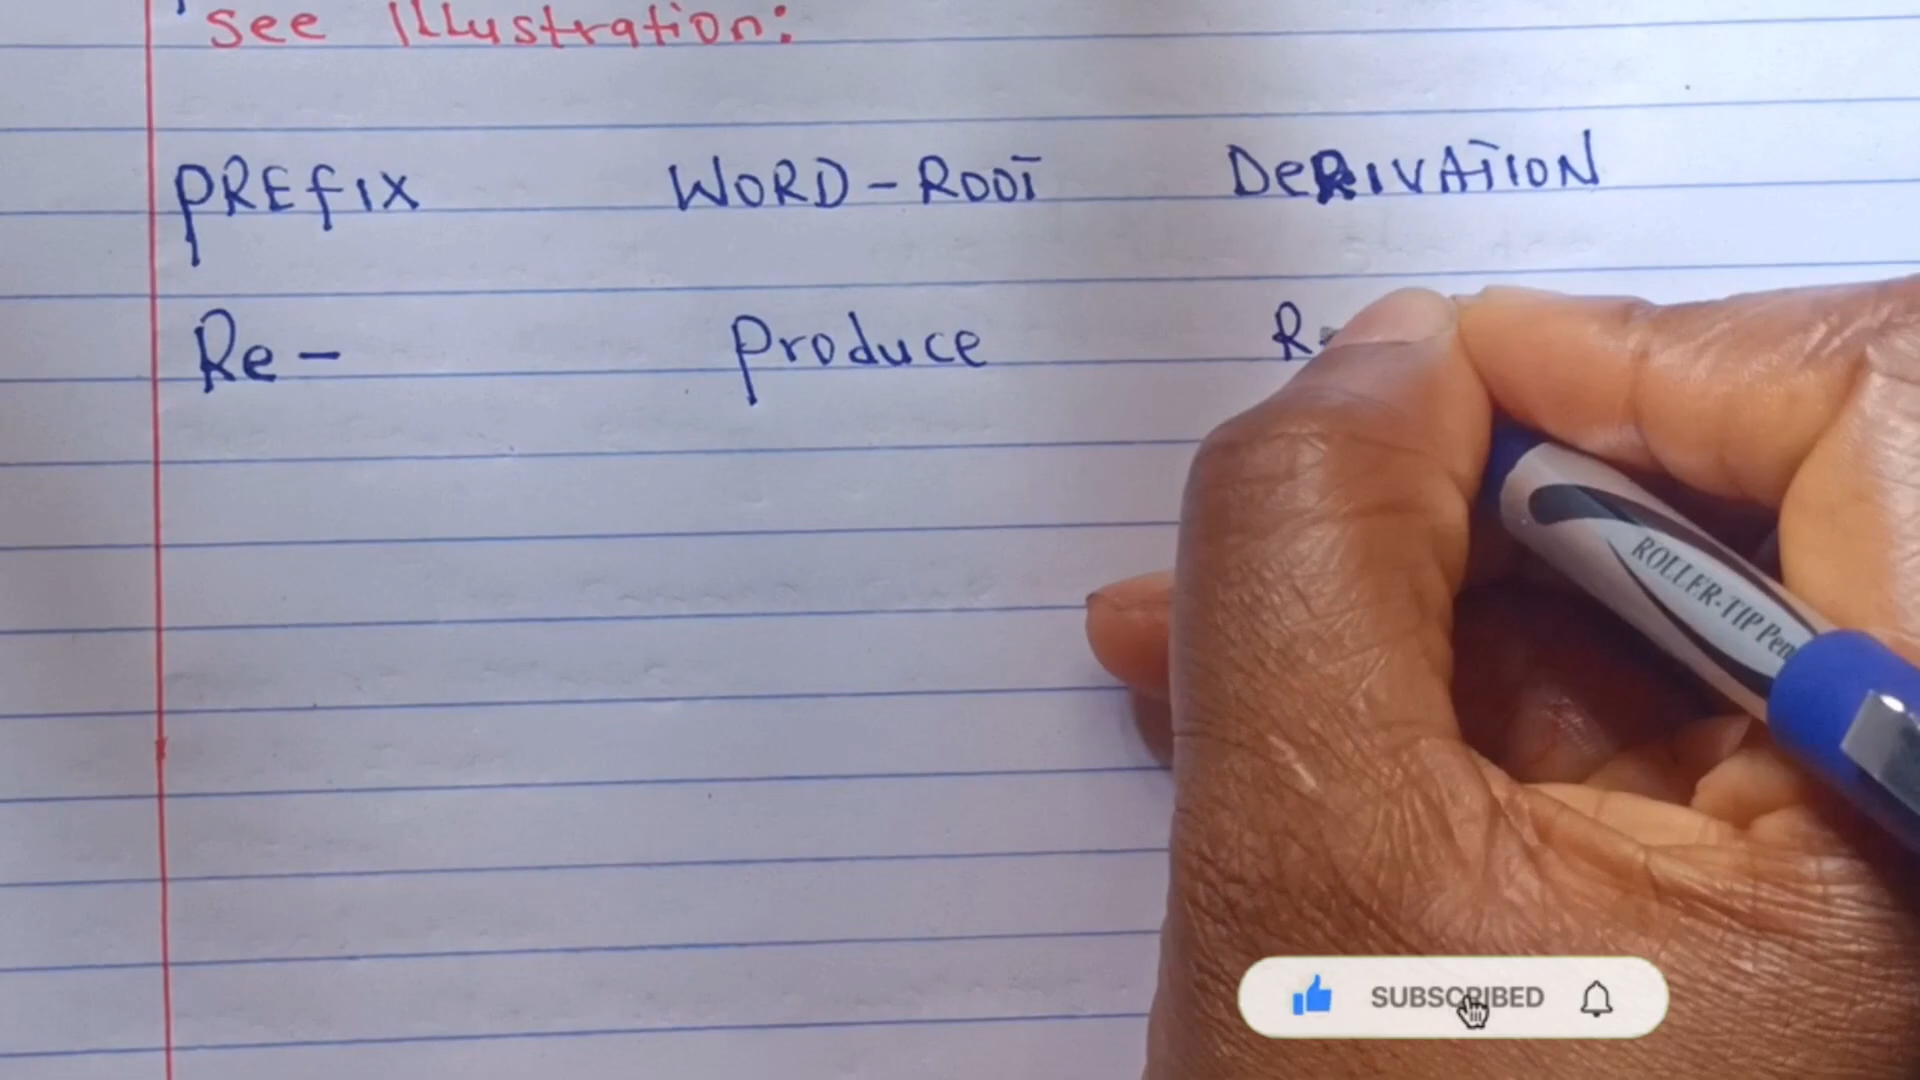 See Illustration:
PREfIX WORD-ROOT DERIVATION
Re- Produce R
ROLLER-TIP Pen
SUBSCRIBED